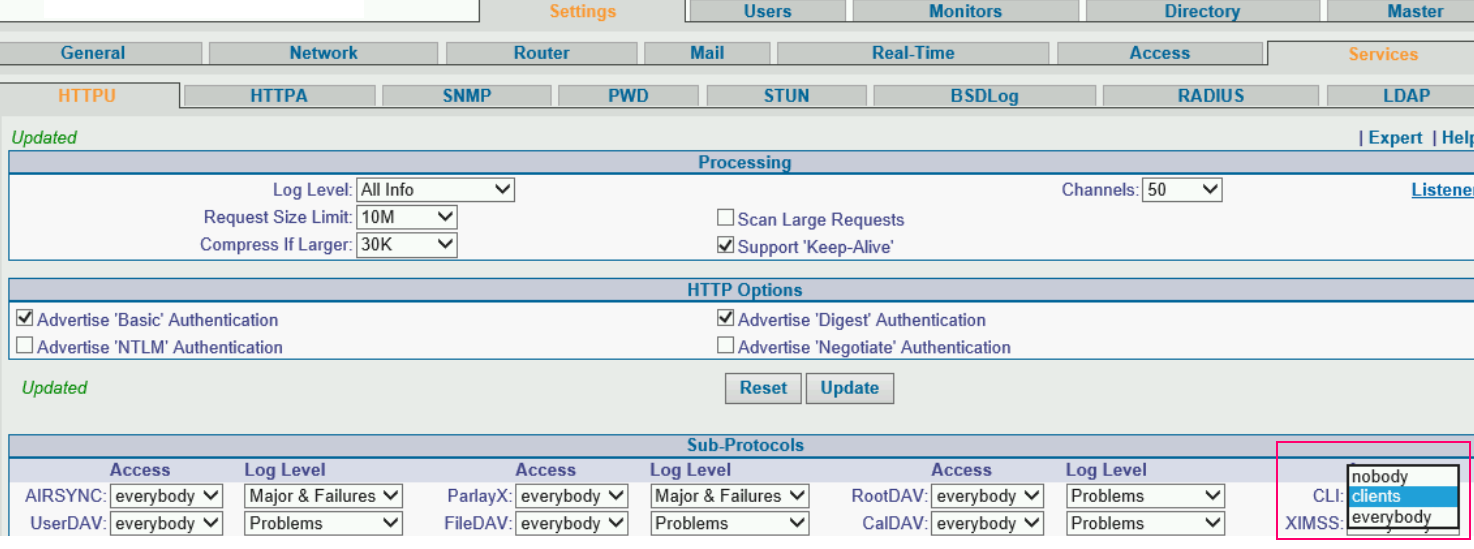 Settings Users Monitors Directory Master
General Network Router Mail Real-Time Access Services
HTTPU HTTPA SNMP PWD STUN BSDLog RADIUS LDAP
Updated | Expert | Help
Processing
Log Level: All Info Channels: 50 Listener
Request Size Limit: 10M Scan Large Requests
Compress If Larger: 30K Support 'Keep-Alive'
HTTP Options
Advertise 'Basic' Authentication Advertise 'Digest' Authentication
Advertise 'NTLM' Authentication Advertise 'Negotiate' Authentication
Updated Reset Update
Sub-Protocols
Access Log Level Access Log Level Access Log Level
nobody
AIRSYNC: everybody Major & Failures ParlayX: everybody Major & Failures RootDAV: everybody Problems CLI: clients
everybody
UserDAV: everybody Problems FileDAV: everybody Problems CalDAV: everybody Problems XIMSS: